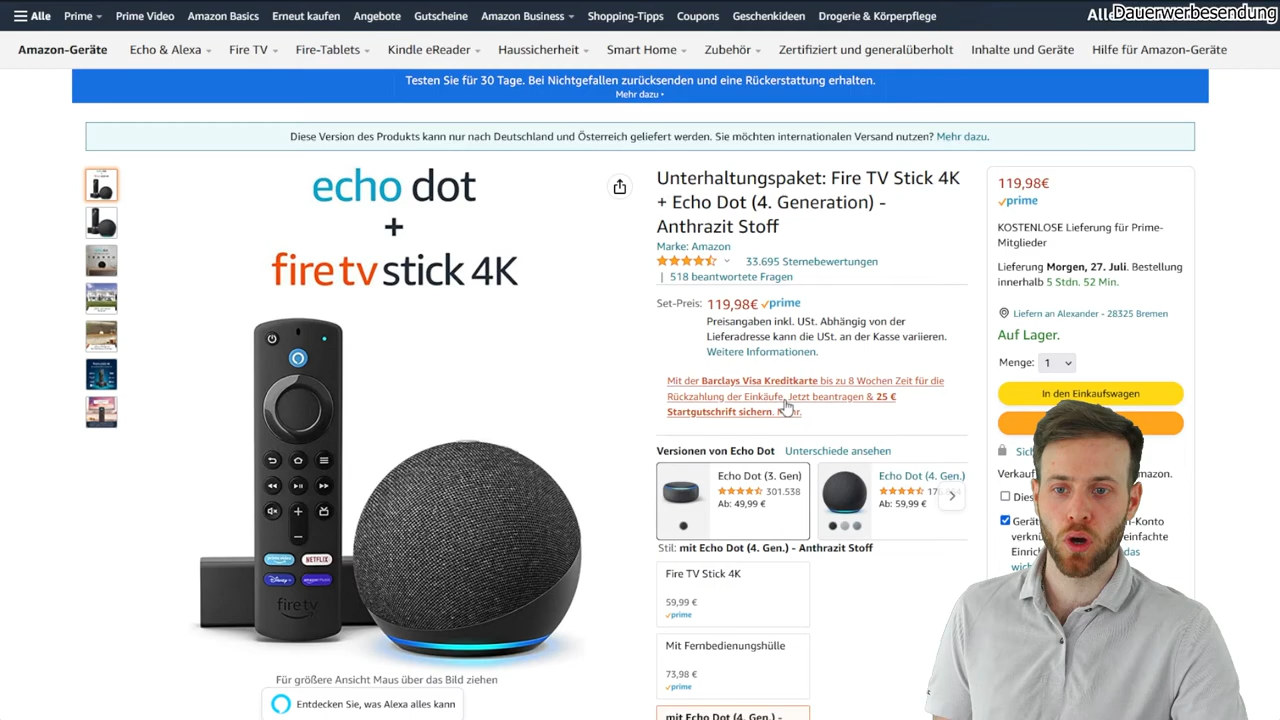 Alle Prime Prime Video Amazon Basics Erneut kaufen Angebote Gutscheine Amazon Business Shopping-Tipps Coupons Geschenkideen Drogerie & Körperpflege
Dauerwerbesendung
Amazon-Geräte Echo & Alexa Fire TV Fire-Tablets Kindle eReader Haussicherheit Smart Home Zubehör Zertifiziert und generalüberholt Inhalte und Geräte Hilfe für Amazon-Geräte
Testen Sie für 30 Tage. Bei Nichtgefallen zurücksenden und eine Rückerstattung erhalten.
Mehr dazu
Diese Version des Produkts kann nur nach Deutschland und Österreich geliefert werden. Sie möchten internationalen Versand nutzen? Mehr dazu.
echo dot
+
fire tv stick 4K
fire tv
NETFLIX
Disney+
amazon music
Für größere Ansicht Maus über das Bild ziehen
Entdecken Sie, was Alexa alles kann
Unterhaltungspaket: Fire TV Stick 4K
+ Echo Dot (4. Generation) -
Anthrazit Stoff
Marke: Amazon
33.695 Sternebewertungen
| 518 beantwortete Fragen
Set-Preis: 119,98€ prime
Preisangaben inkl. USt. Abhängig von der
Lieferadresse kann die USt. an der Kasse variieren.
Weitere Informationen.
Mit der Barclays Visa Kreditkarte bis zu 8 Wochen Zeit für die
Rückzahlung der Einkäufe. Jetzt beantragen & 25 €
Startgutschrift sichern.
Versionen von Echo Dot Unterschiede ansehen
Echo Dot (3. Gen)
301.538
Ab: 49,99 €
Echo Dot (4. Gen.)
Ab: 59,99 €
Stil: mit Echo Dot (4. Gen.) - Anthrazit Stoff
Fire TV Stick 4K
59,99 €
prime
Mit Fernbedienungshülle
73,98 €
prime
mit Echo Dot (4. Gen.) -
119,98€
prime
KOSTENLOSE Lieferung für Prime-
Mitglieder
Lieferung Morgen, 27. Juli. Bestellung
innerhalb 5 Stdn. 52 Min.
Liefern an Alexander - 28325 Bremen
Auf Lager.
Menge: 1
In den Einkaufswagen